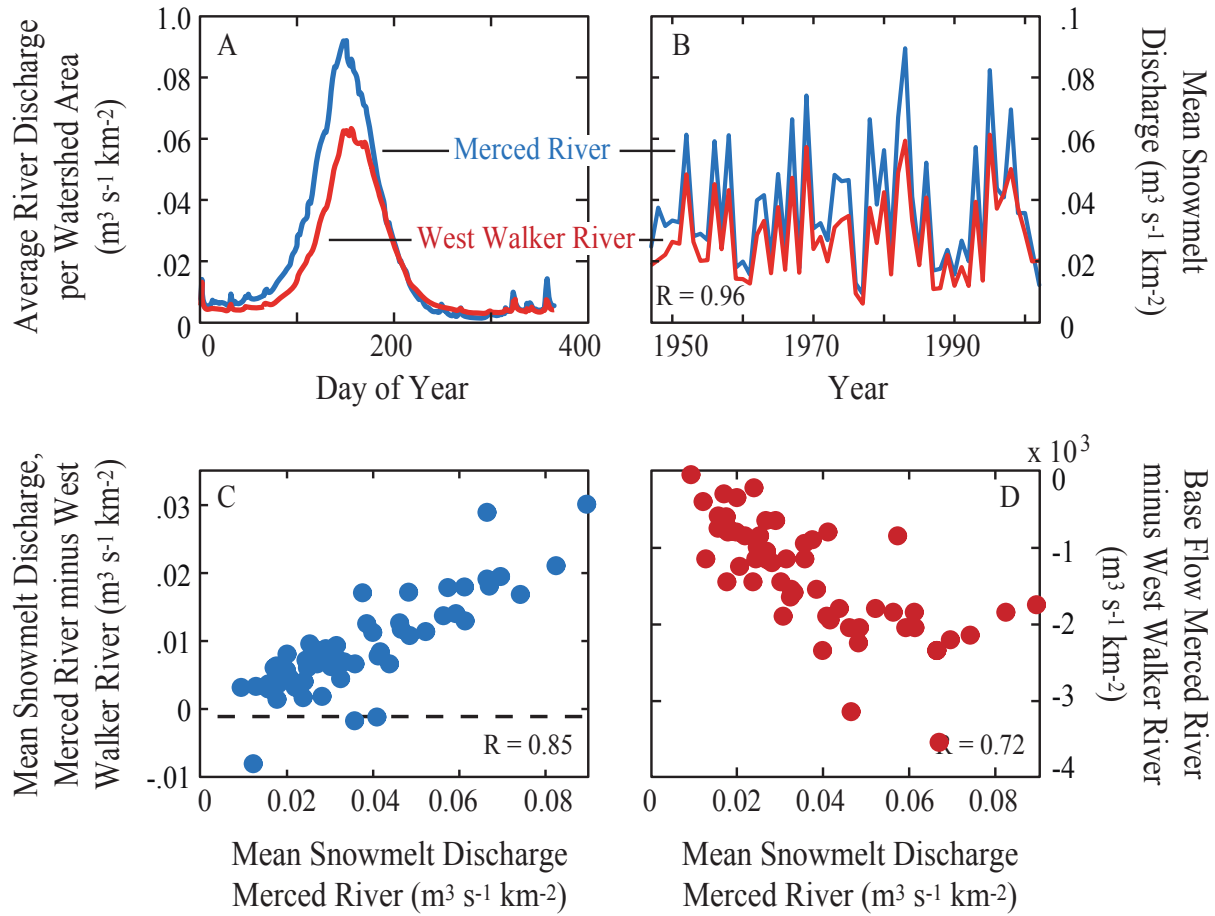 Average River Discharge
per Watershed Area
(m³ s-¹ km-²)
1.0
.08
.06
.04
.02
0
A
0
200
400
Day of Year
Merced River
West Walker River
B
R = 0.96
.1
.08
.06
.04
.02
0
Mean Snowmelt
Discharge (m³ s-¹ km-²)
1950
1970
1990
Year
Mean Snowmelt Discharge,
Merced River minus West
Walker River (m³ s-¹ km-²)
.03
.02
.01
0
-.01
C
R = 0.85
0
0.02
0.04
0.06
0.08
Mean Snowmelt Discharge
Merced River (m³ s-¹ km-²)
D
R = 0.72
x 10³
0
-1
-2
-3
-4
Base Flow Merced River
minus West Walker River
(m³ s-¹ km-²)
0
0.02
0.04
0.06
0.08
Mean Snowmelt Discharge
Merced River (m³ s-¹ km-²)